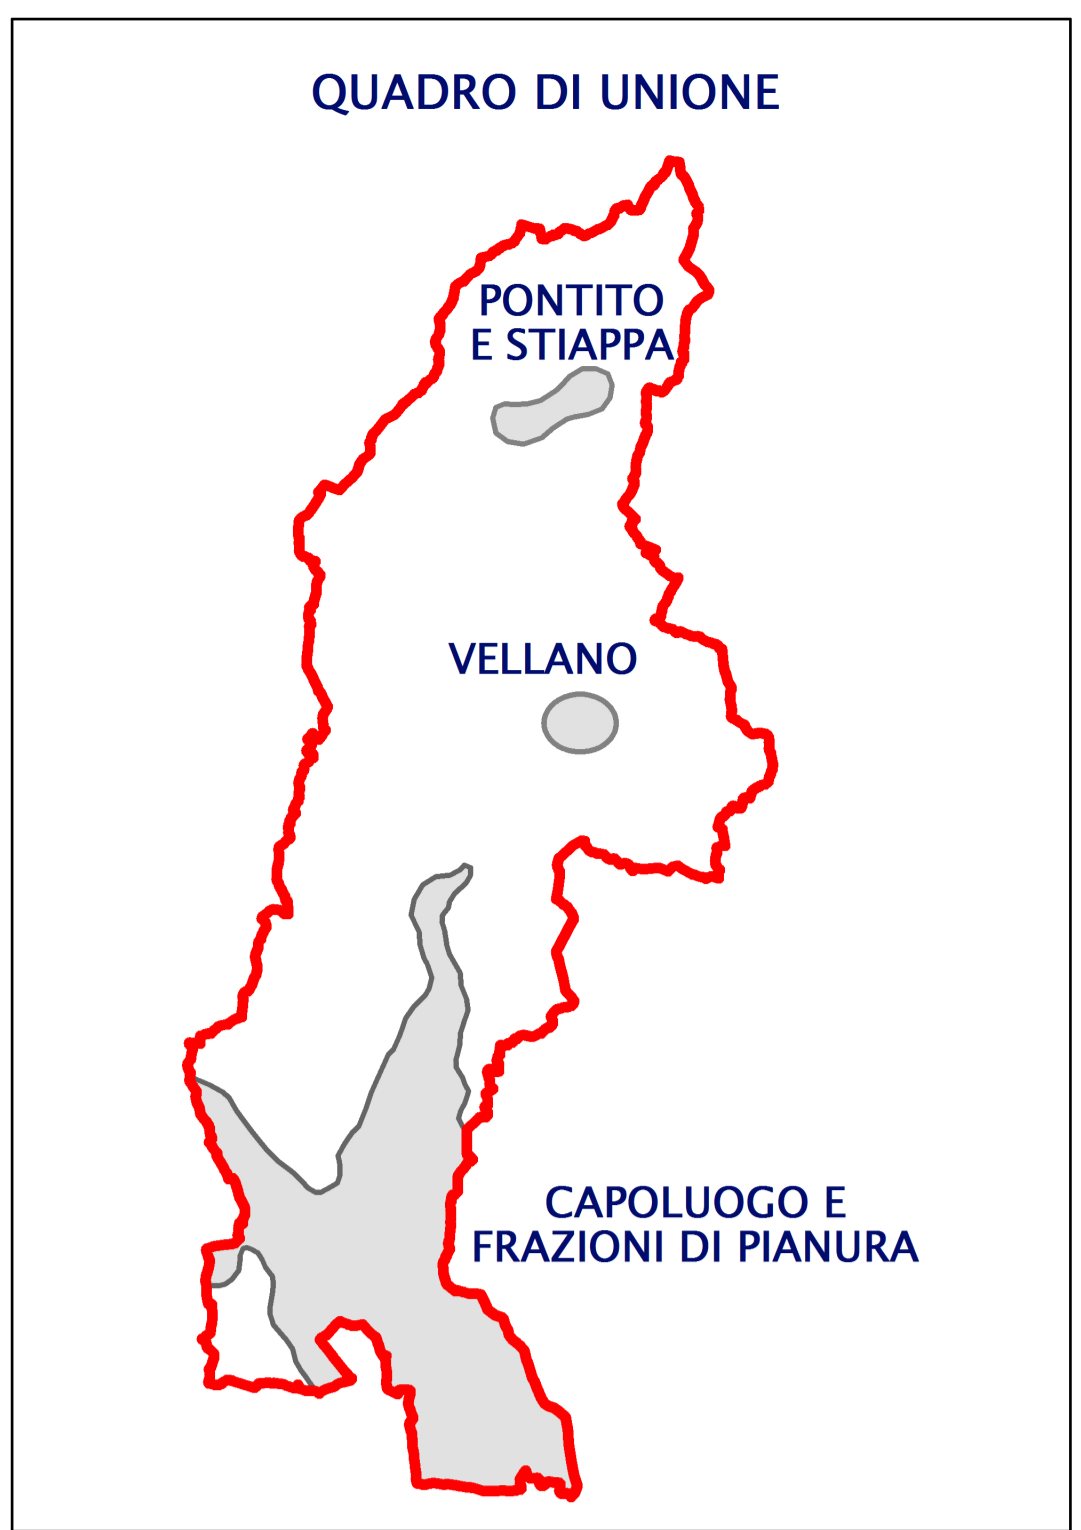 QUADRO DI UNIONE
PONTITO
E STIAPPA
VELLANO
CAPOLUOGO E
FRAZIONI DI PIANURA